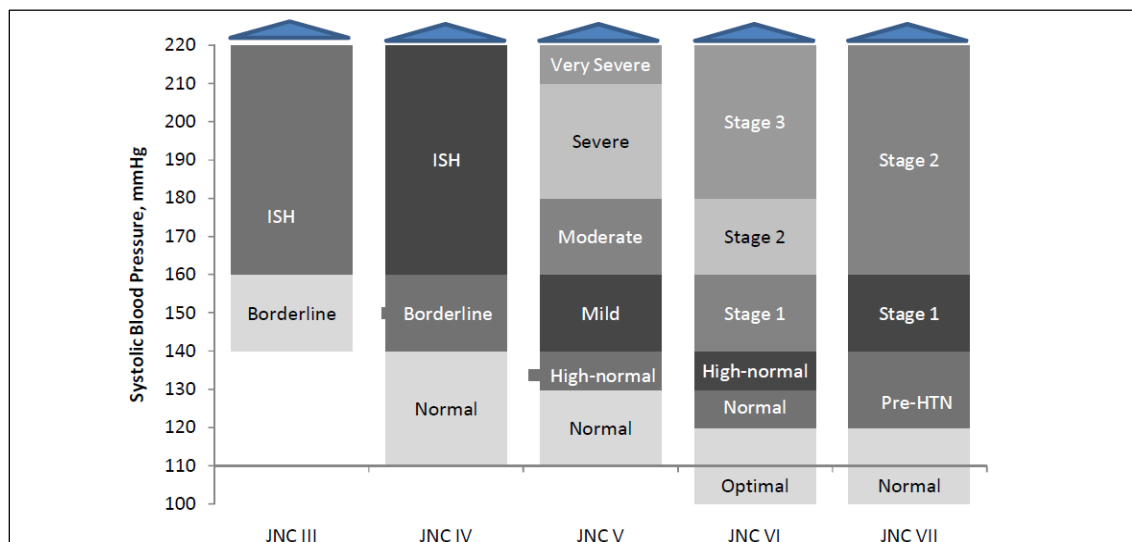 Systolic Blood Pressure, mmHg
220
210
200
190
180
170
160
150
140
130
120
110
100
ISH
Borderline
ISH
Borderline
Normal
Very Severe
Severe
Moderate
Mild
High-normal
Normal
Stage 3
Stage 2
Stage 1
High-normal
Normal
Optimal
Stage 2
Stage 1
Pre-HTN
Normal
JNC III
JNC IV
JNC V
JNC VI
JNC VII